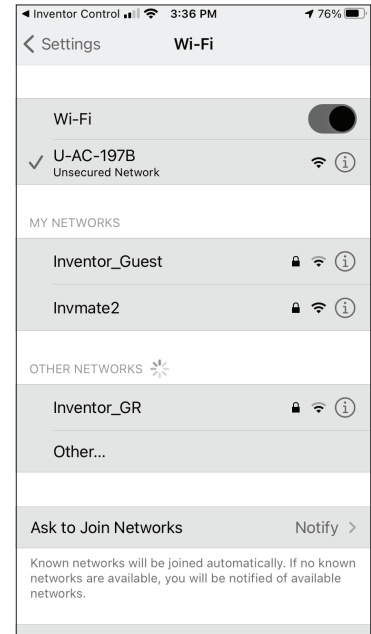 Inventor Control 3:36 PM 76%
Settings Wi-Fi
Wi-Fi
U-AC-197B
Unsecured Network
MY NETWORKS
Inventor_Guest
Invmate2
OTHER NETWORKS
Inventor_GR
Other...
Ask to Join Networks Notify
Known networks will be joined automatically. If no known
networks are available, you will be notified of available
networks.